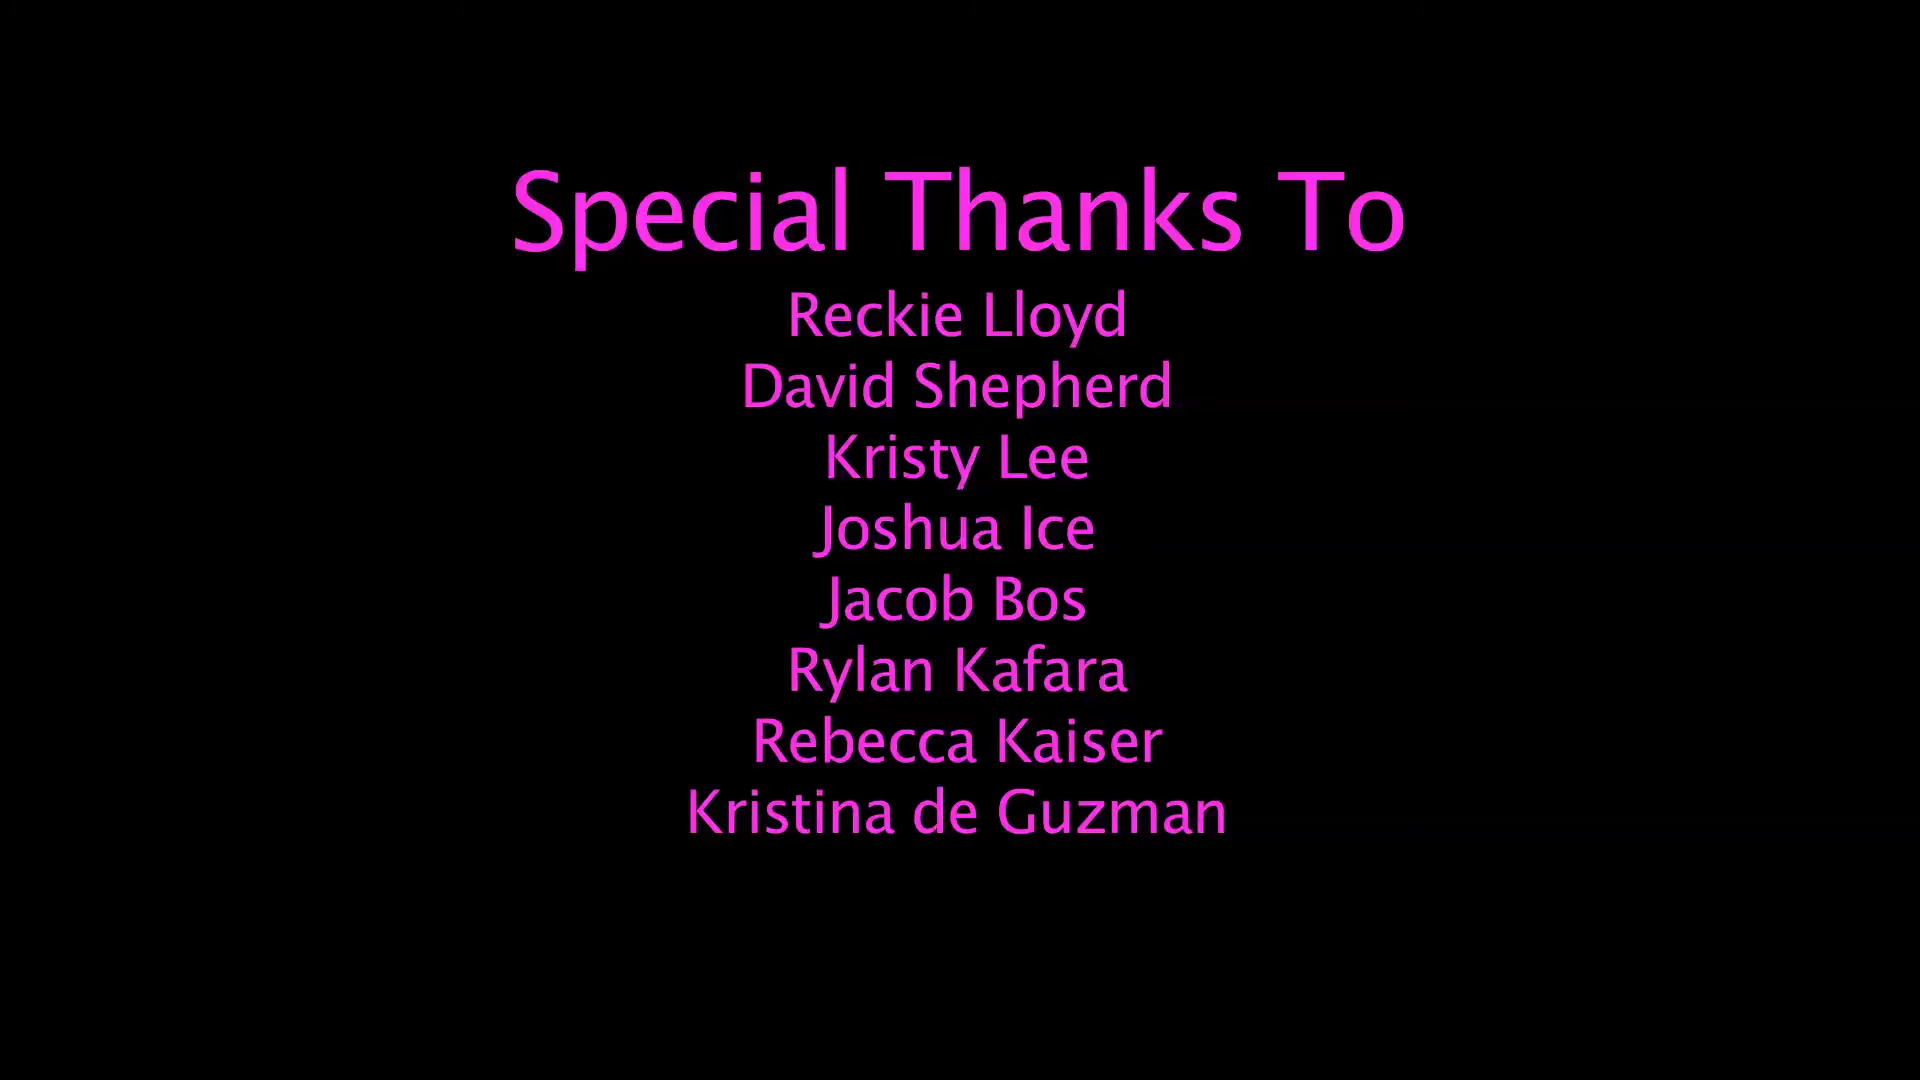 Special Thanks To
Reckie Lloyd
David Shepherd
Kristy Lee
Joshua Ice
Jacob Bos
Rylan Kafara
Rebecca Kaiser
Kristina de Guzman